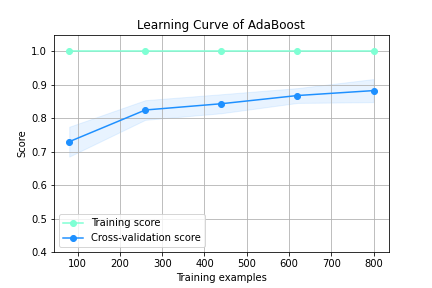 Learning Curve of AdaBoost
Score
1.0
0.9
0.8
0.7
0.6
0.5
0.4
Training score
Cross-validation score
100 200 300 400 500 600 700 800
Training examples